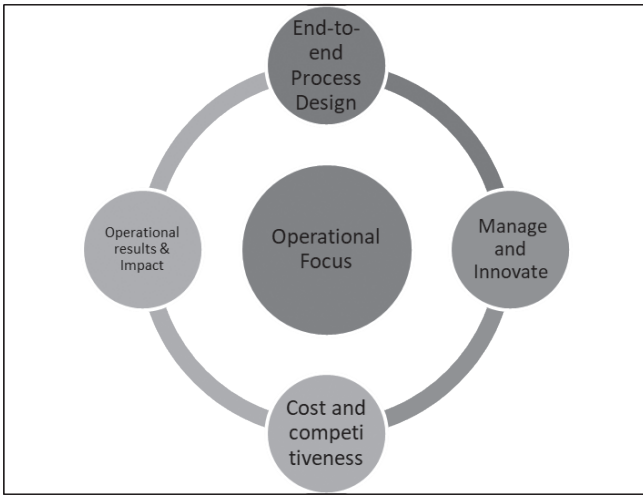 End-to-
end
Process
Design
Operational
results &
Impact
Operational
Focus
Manage
and
Innovate
Cost and
competi
tiveness